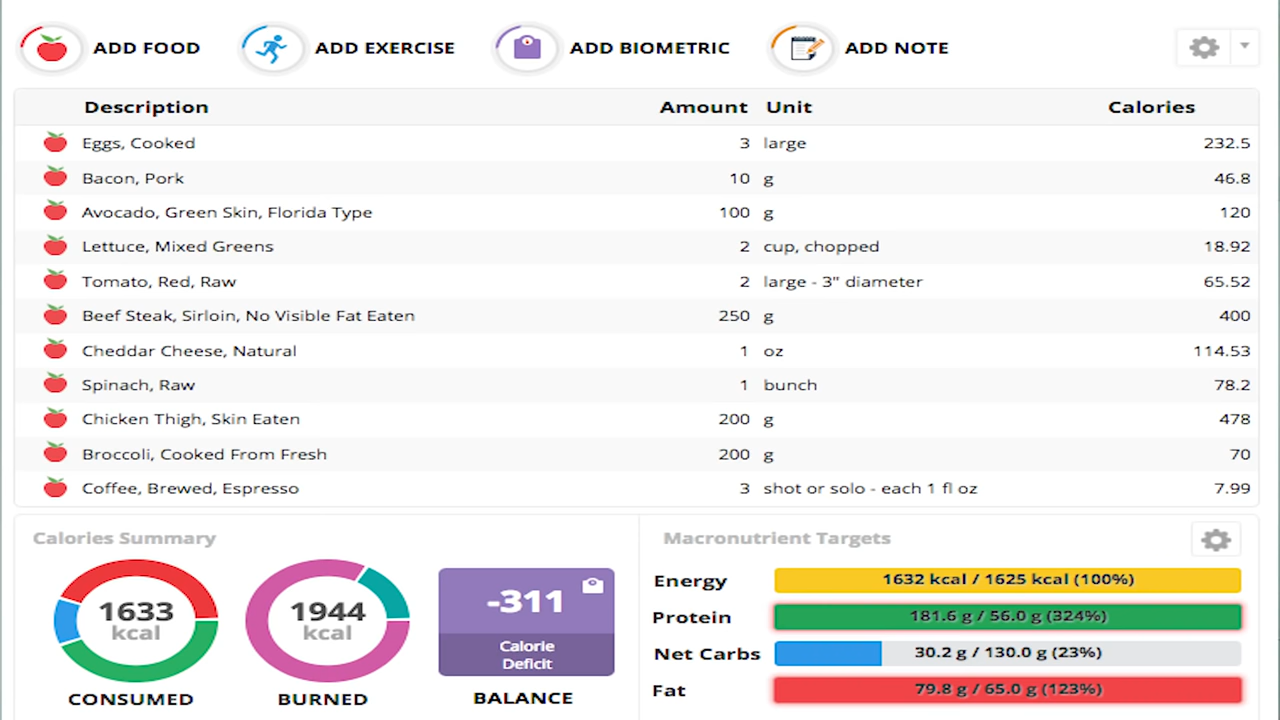 ADD FOOD ADD EXERCISE ADD BIOMETRIC ADD NOTE
Description Amount Unit Calories
Eggs, Cooked 3 large 232.5
Bacon, Pork 10 g 46.8
Avocado, Green Skin, Florida Type 100 g 120
Lettuce, Mixed Greens 2 cup, chopped 18.92
Tomato, Red, Raw 2 large - 3" diameter 65.52
Beef Steak, Sirloin, No Visible Fat Eaten 250 g 400
Cheddar Cheese, Natural 1 oz 114.53
Spinach, Raw 1 bunch 78.2
Chicken Thigh, Skin Eaten 200 g 478
Broccoli, Cooked From Fresh 200 g 70
Coffee, Brewed, Espresso 3 shot or solo - each 1 fl oz 7.99
Calories Summary
1633
kcal
CONSUMED
1944
kcal
BURNED
-311
Calorie
Deficit
BALANCE
Macronutrient Targets
Energy 1632 kcal / 1625 kcal (100%)
Protein 181.6 g / 56.0 g (324%)
Net Carbs 30.2 g / 130.0 g (23%)
Fat 79.8 g / 65.0 g (123%)